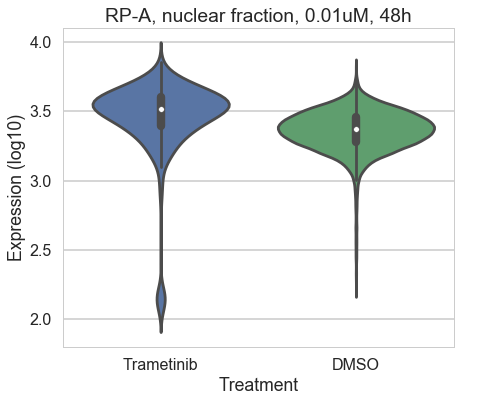 RP-A, nuclear fraction, 0.01uM, 48h
Expression (log10)
4.0
3.5
3.0
2.5
2.0
Trametinib DMSO
Treatment